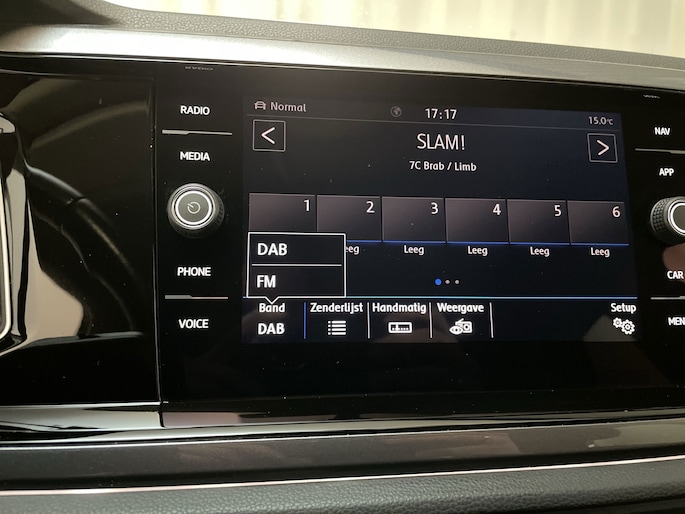 RADIO
MEDIA
PHONE
VOICE
Normal
17:17
15.0°C
<
SLAM!
>
7C Brab / Limb
1 2 3 4 5 6
Leeg Leeg Leeg Leeg Leeg
DAB
FM
Band Zenderlijst Handmatig Weergave Setup
DAB
NAV
APP
CAR
MEN